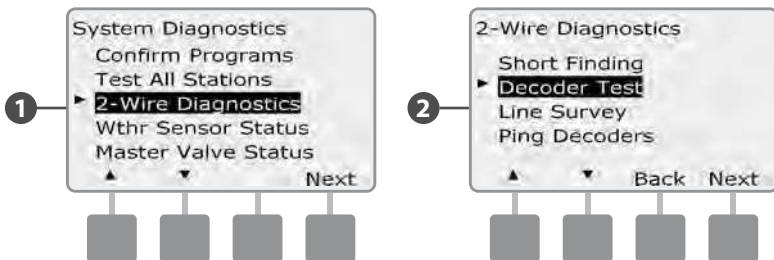 System Diagnostics
Confirm Programs
Test All Stations
2-Wire Diagnostics
Wthr Sensor Status
Master Valve Status
Next
1
2-Wire Diagnostics
Short Finding
Decoder Test
Line Survey
Ping Decoders
Back Next
2